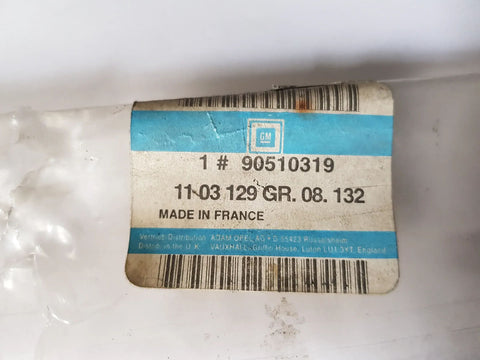 GM
1 # 90510319
11 03 129 GR. 08. 132
MADE IN FRANCE
Vertrieb/Distribution ADAM OPEL AG • D-65423 Rüsselsheim
Distrib. in the U.K. VAUXHALL, Griffin House, Luton LU1 3YT, England